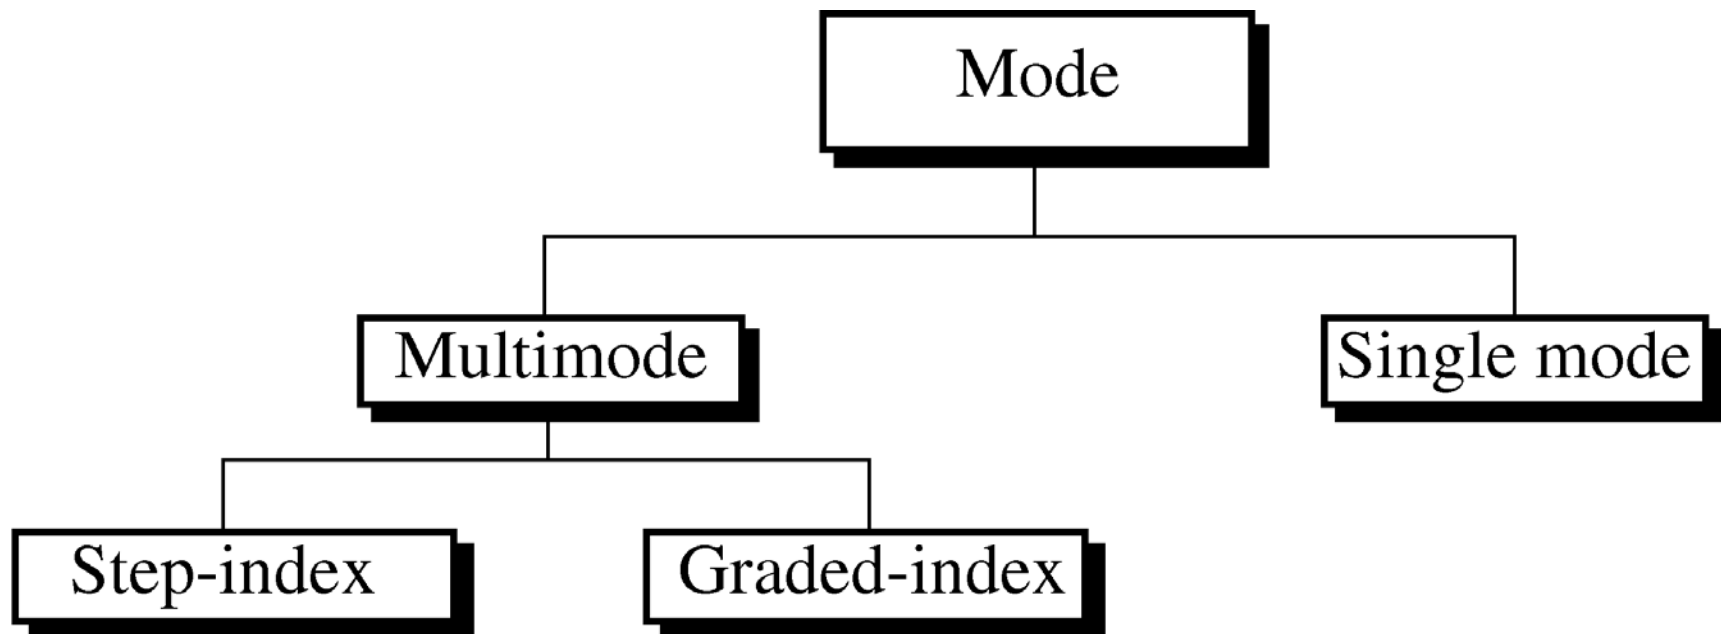 Mode
Multimode
Single mode
Step-index
Graded-index